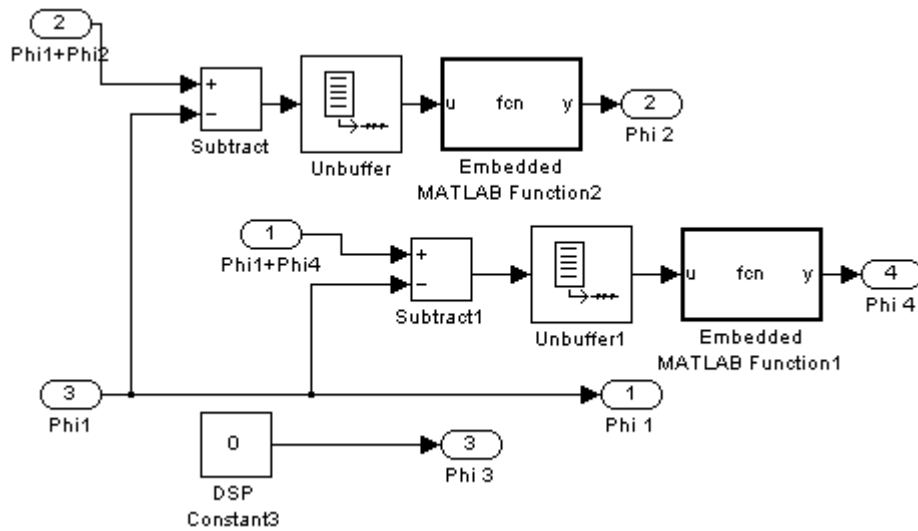 2
Phi1+Phi2
+
−
Subtract
Unbuffer
u fcn y
Embedded
MATLAB Function2
2
Phi 2
1
Phi1+Phi4
+
−
Subtract1
Unbuffer1
u fcn y
Embedded
MATLAB Function1
4
Phi 4
3
Phi1
1
Phi 1
0
DSP
Constant3
3
Phi 3